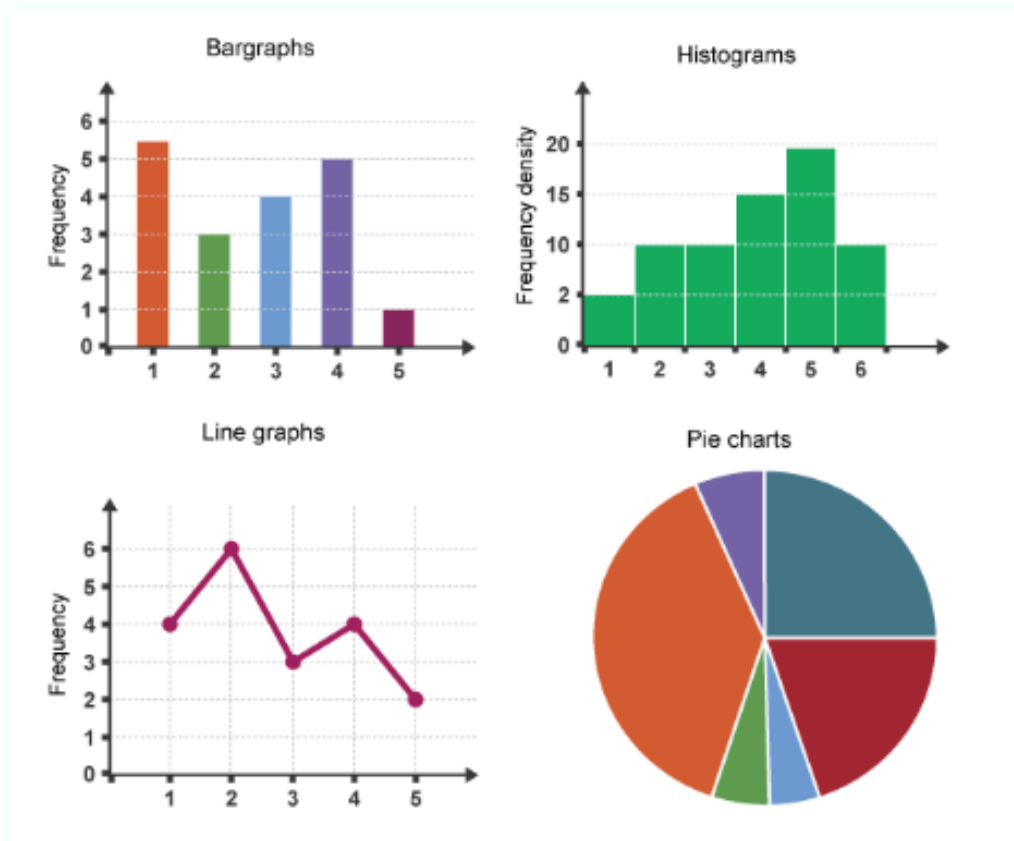 Bargraphs
Frequency
6
5
4
3
2
1
0
1 2 3 4 5
Histograms
Frequency density
20
15
10
2
0
1 2 3 4 5 6
Line graphs
Frequency
6
5
4
3
2
1
0
1 2 3 4 5
Pie charts